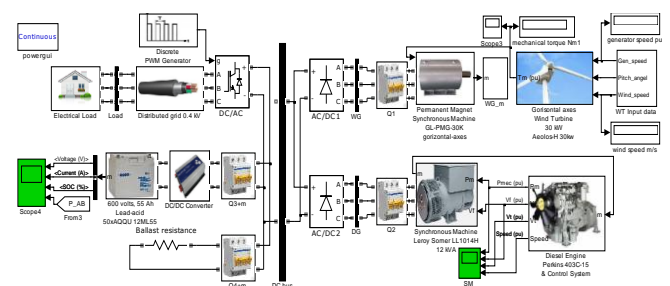 Continuous
powergui
Discrete
PWM Generator
g
+
-
A
B
C
DC/AC
Electrical Load
Load
Distributed grid 0.4 kV
DC bus
+
-
A
B
C
AC/DC1
WG
Q1
Permanent Magnet
Synchronous Machine
GL-PMG-30K
gorizontal-axes
m
WG_m
Scope3
mechanical torque Nm1
generator speed pu
Tm (pu)
Gen_speed
Pitch_angel
Wind_speed
WT Input data
Gorisontal axes
Wind Turbine
30 kW
Aeolos-H 30kw
wind speed m/s
<Voltage (V)>
<Current (A)>
<SOC (%)>
Scope4
P_AB
From3
m
600 volts, 55 Ah
Lead-acid
50xAQQU 12ML55
DC/DC Converter
Q3+m
Ballast resistance
Q4+m
+
-
A
B
C
AC/DC2
DG
Q2
m
Pm
Vf
Synchronous Machine
Leroy Somer LL1014H
12 kVA
Pmec (pu)
Vf (pu)
Vt (pu)
Speed (pu)
SM
Pm
Vf
Vt
Speed
m
Diesel Engine
Perkins 403C-15
& Control System